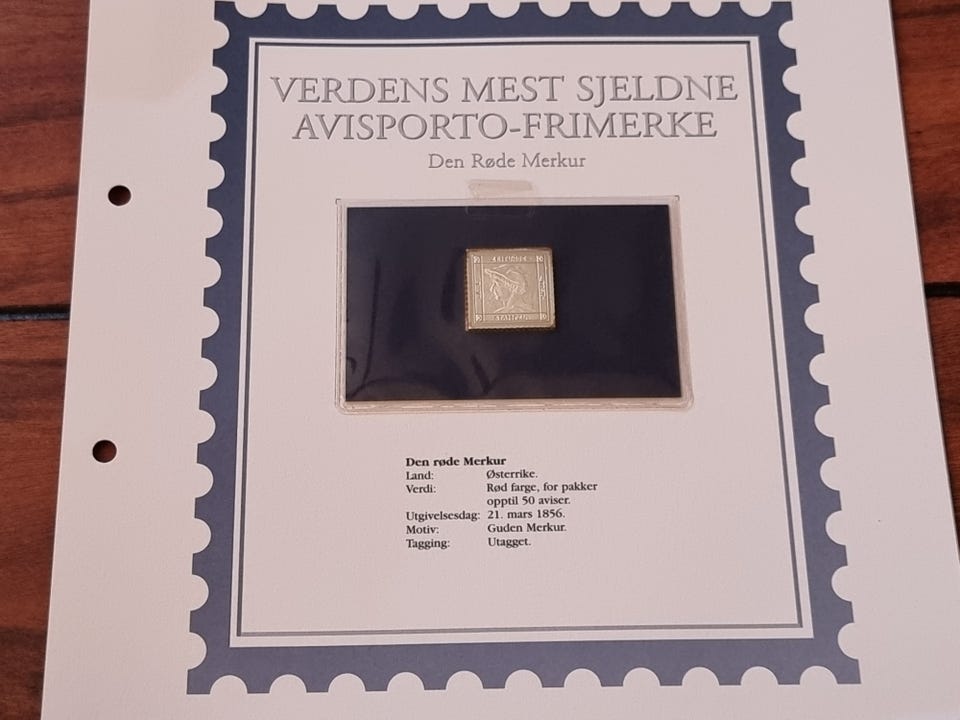 VERDENS MEST SJELDNE
AVISPORTO-FRIMERKE
Den Røde Merkur
Den røde Merkur
Land: Østerrike.
Verdi: Rød farge, for pakker
opptil 50 aviser.
Utgivelsesdag: 21. mars 1856.
Motiv: Guden Merkur.
Tagging: Utagget.